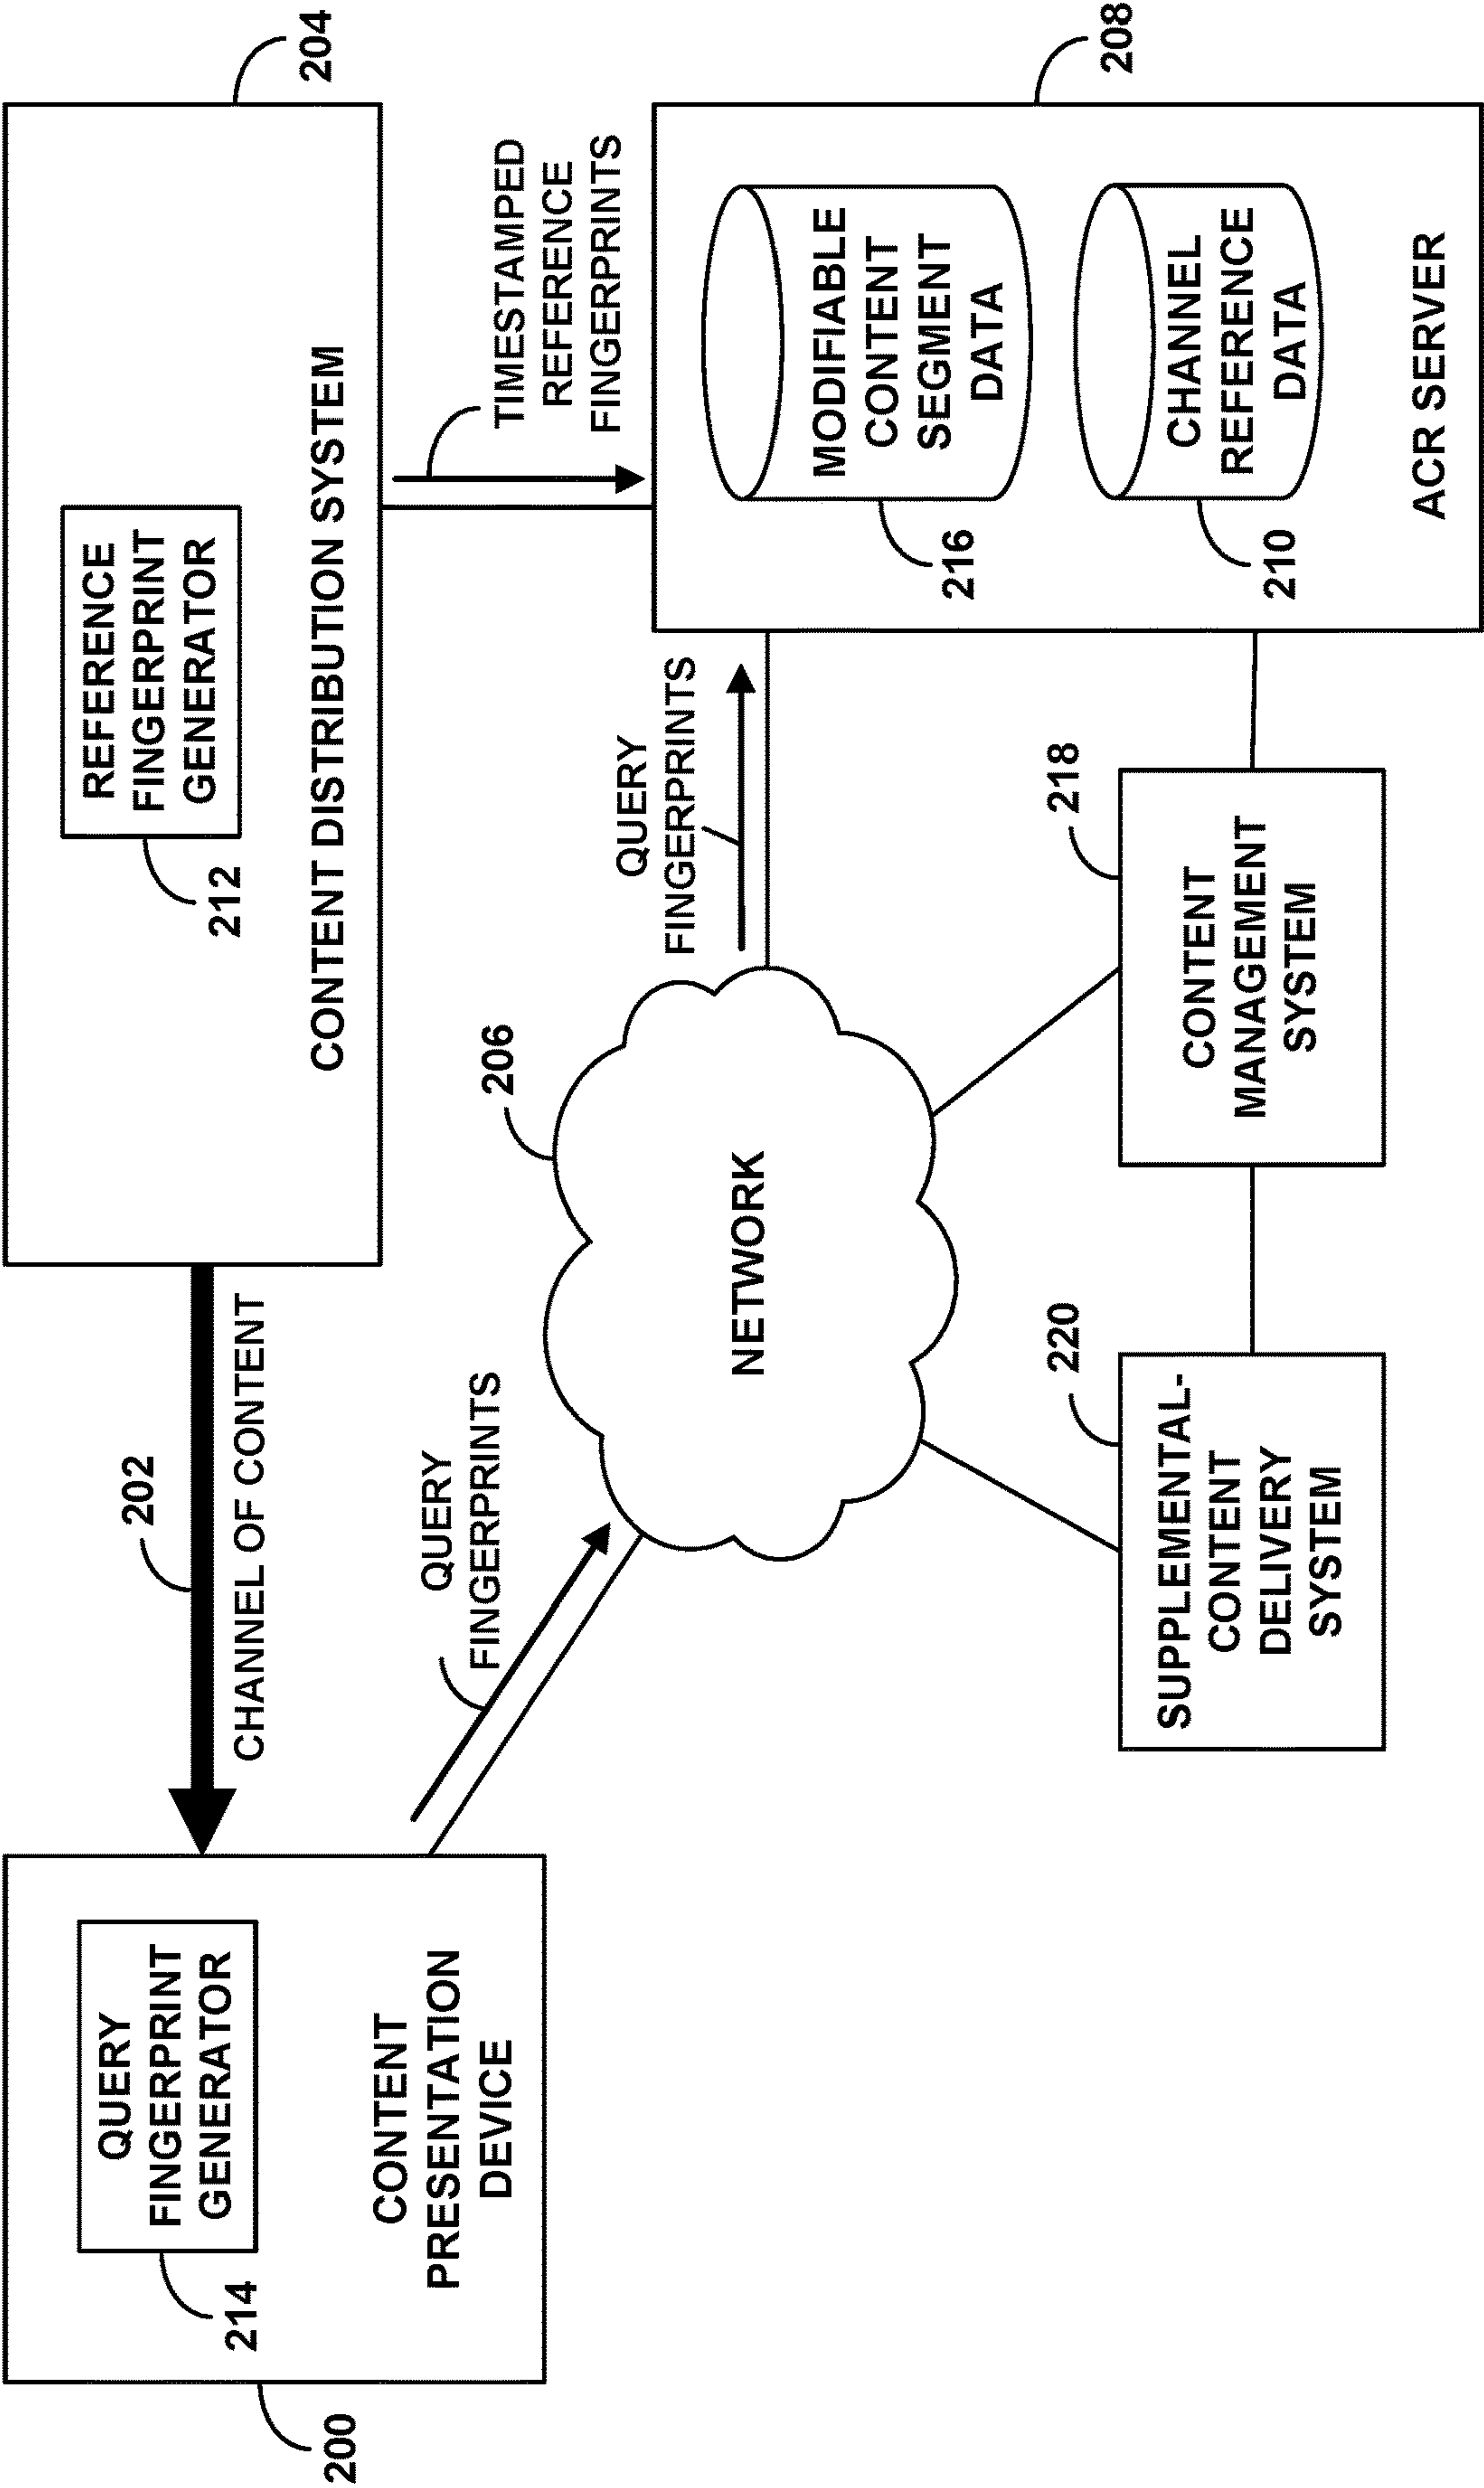 200
214
QUERY
FINGERPRINT
GENERATOR
CONTENT
PRESENTATION
DEVICE
202
CHANNEL OF CONTENT
212
REFERENCE
FINGERPRINT
GENERATOR
CONTENT DISTRIBUTION SYSTEM
204
QUERY
FINGERPRINTS
206
NETWORK
QUERY
FINGERPRINTS
TIMESTAMPED
REFERENCE
FINGERPRINTS
208
MODIFIABLE
CONTENT
SEGMENT
DATA
216
CHANNEL
REFERENCE
DATA
210
ACR SERVER
220
SUPPLEMENTAL-
CONTENT
DELIVERY
SYSTEM
218
CONTENT
MANAGEMENT
SYSTEM